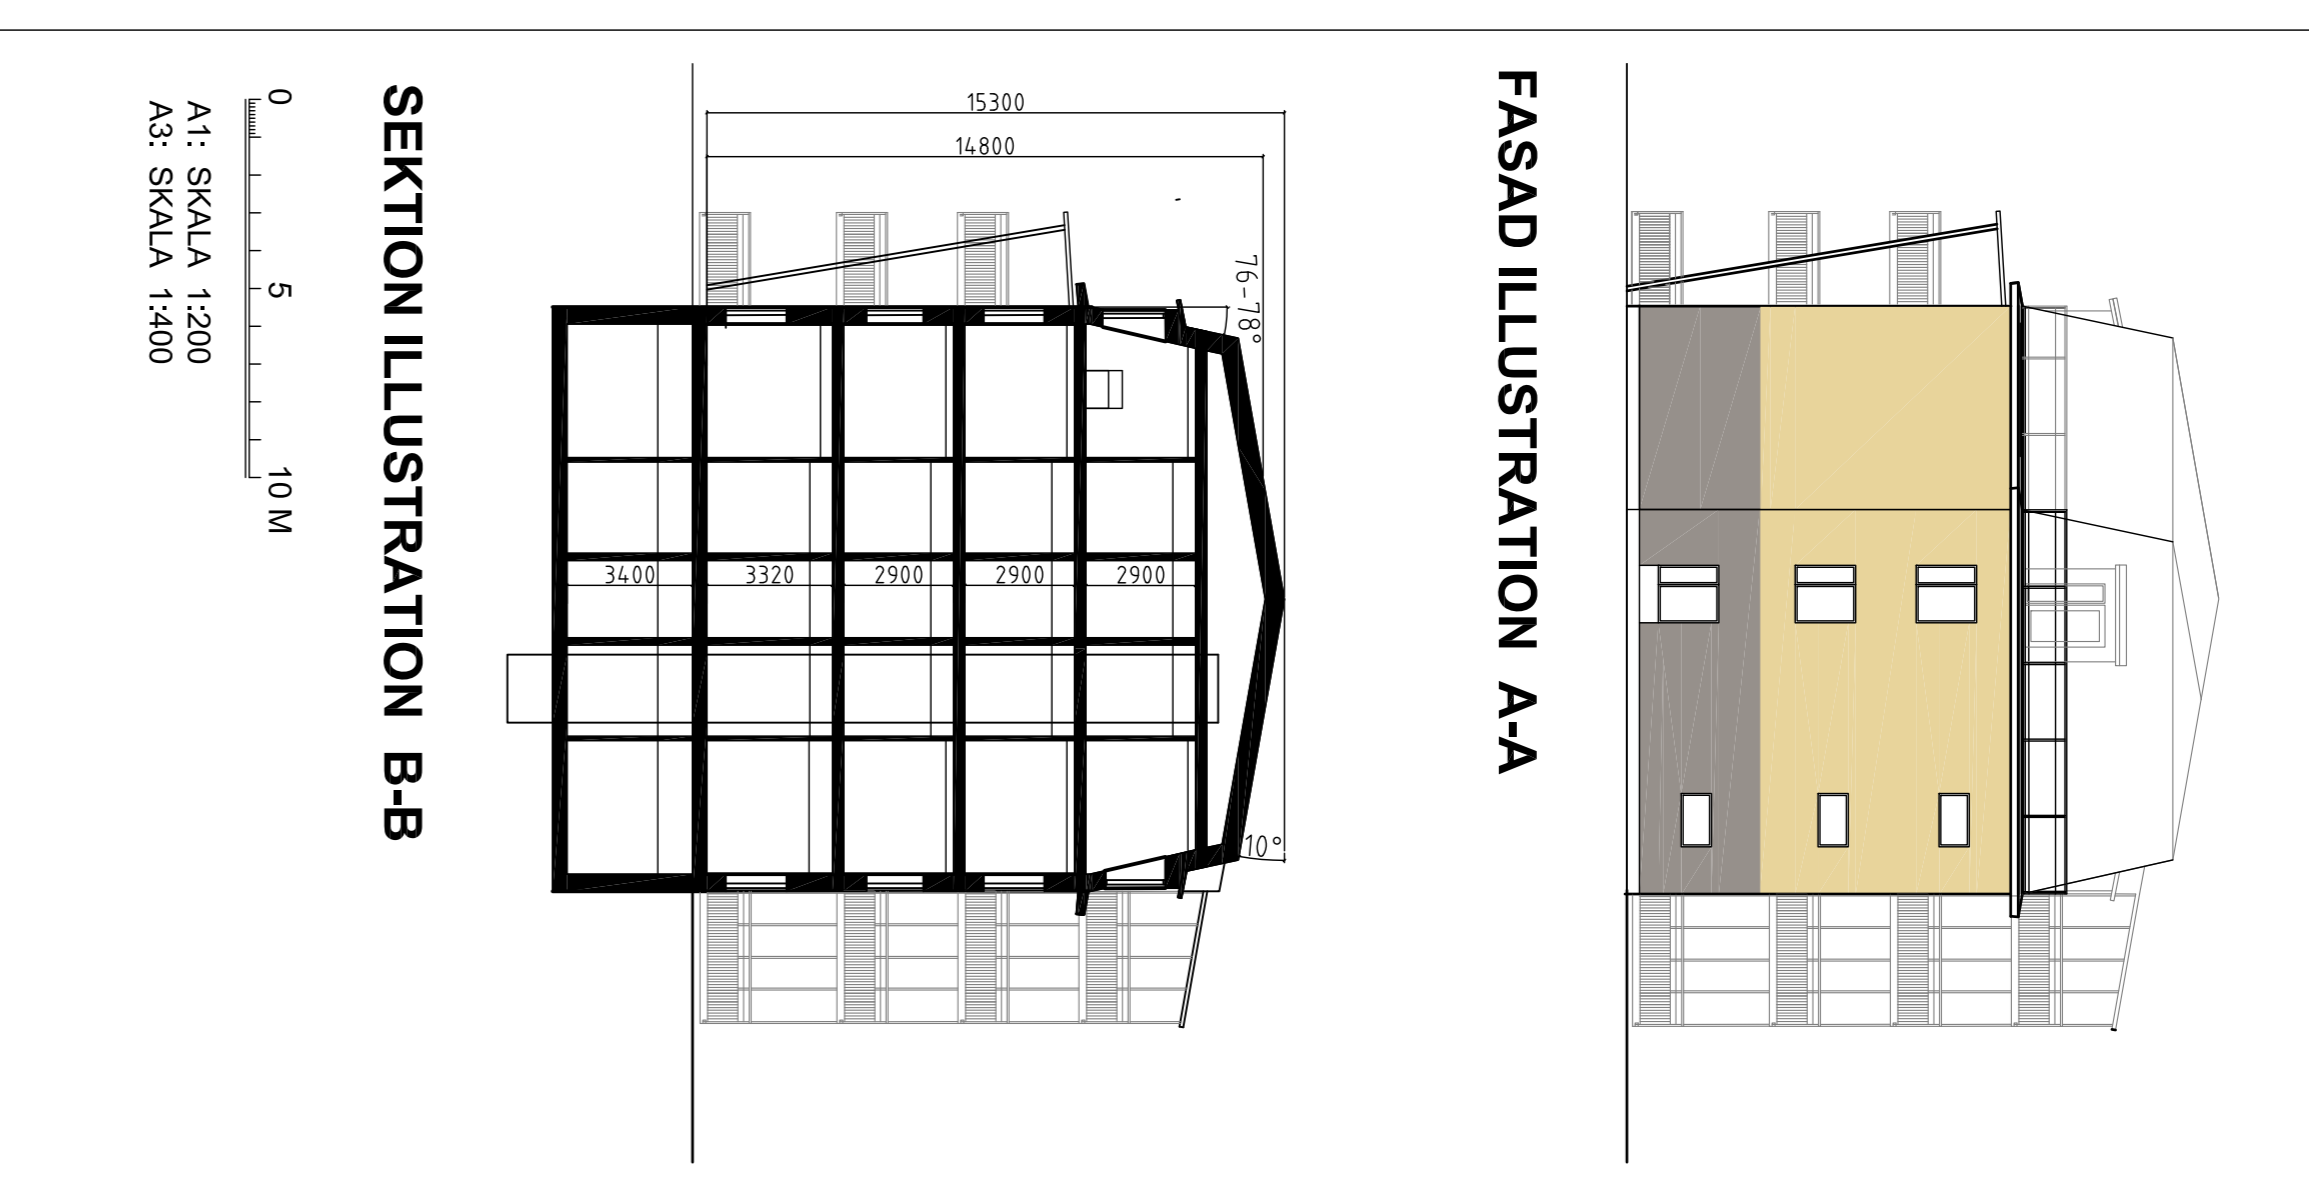 FASAD ILLUSTRATION A-A
15300
14800
76-78°
3400 3320 2900 2900 2900
10°
SEKTION ILLUSTRATION B-B
0 5 10 M
A1: SKALA 1:200
A3: SKALA 1:400